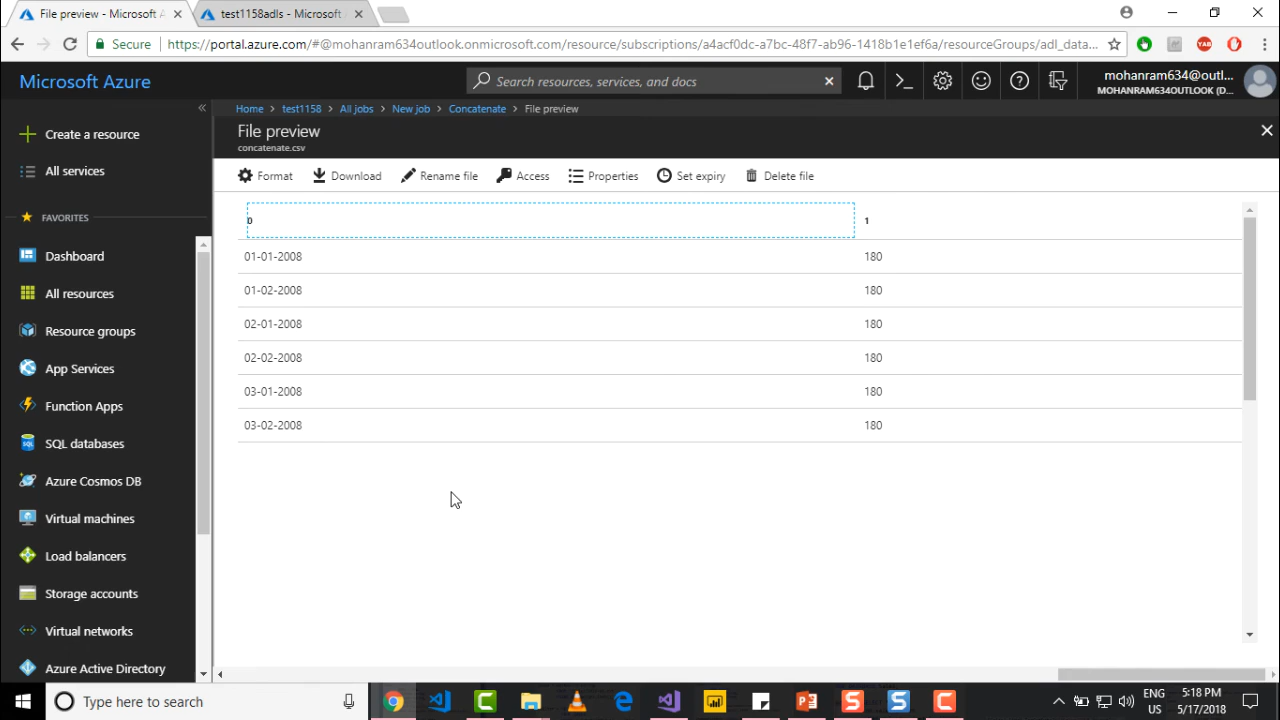 File preview - Microsoft A
test1158adls - Microsoft A
Secure
https://portal.azure.com/#@mohanram634outlook.onmicrosoft.com/resource/subscriptions/a4acf0dc-a7bc-48f7-ab96-1418b1e1ef6a/resourceGroups/adl_data...
YAB
Microsoft Azure
Search resources, services, and docs
mohanram634@outl...
MOHANRAM634OUTLOOK (D...
Home > test1158 > All jobs > New job > Concatenate > File preview
File preview
concatenate.csv
Format
Download
Rename file
Access
Properties
Set expiry
Delete file
Create a resource
All services
FAVORITES
Dashboard
All resources
Resource groups
App Services
Function Apps
SQL databases
Azure Cosmos DB
Virtual machines
Load balancers
Storage accounts
Virtual networks
Azure Active Directory
0 1
01-01-2008 180
01-02-2008 180
02-01-2008 180
02-02-2008 180
03-01-2008 180
03-02-2008 180
Type here to search
ENG
US
5:18 PM
5/17/2018